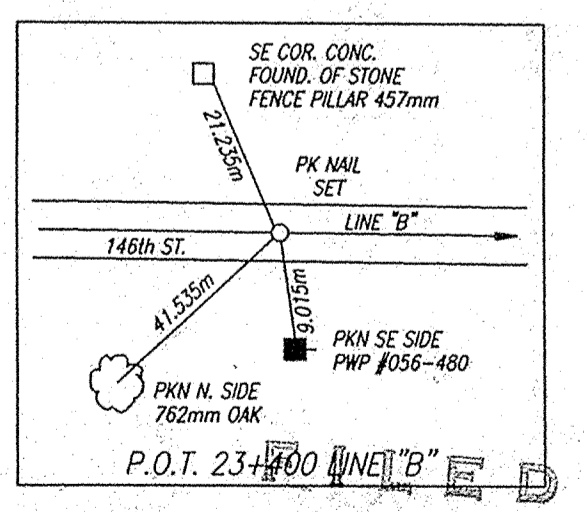 SE COR. CONC.
FOUND. OF STONE
FENCE PILLAR 457mm
21.235m
PK NAIL
SET
LINE "B"
146th ST.
41.535m
9.015m
PKN SE SIDE
PWP #056-480
PKN N. SIDE
762mm OAK
P.O.T. 23+400 LINE "B"
FILED